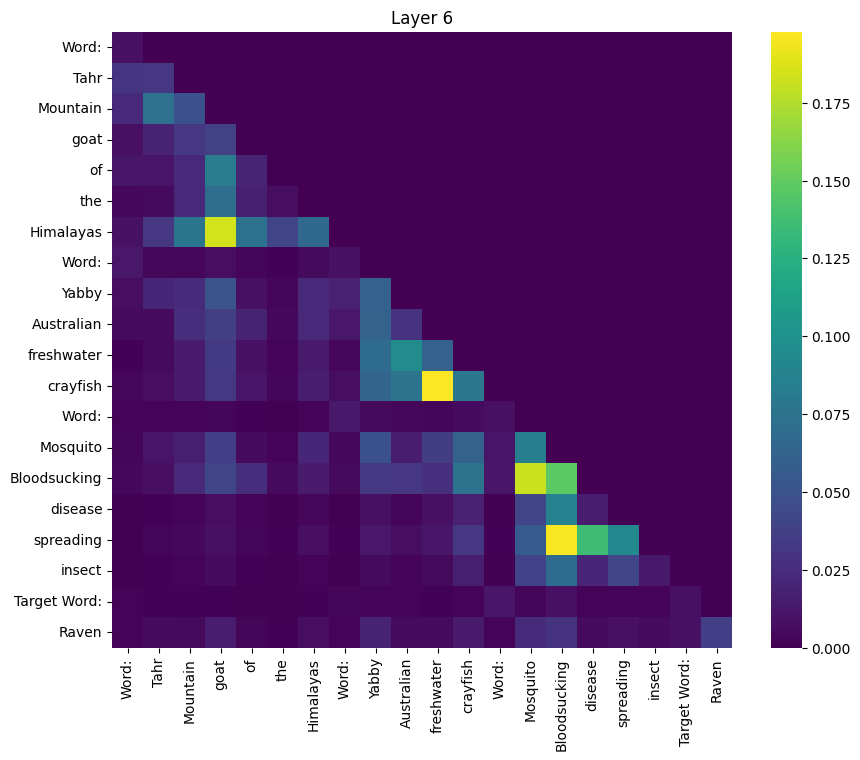 Layer 6
Word:
Tahr
Mountain
goat
of
the
Himalayas
Word:
Yabby
Australian
freshwater
crayfish
Word:
Mosquito
Bloodsucking
disease
spreading
insect
Target Word:
Raven
Word:
Tahr
Mountain
goat
of
the
Himalayas
Word:
Yabby
Australian
freshwater
crayfish
Word:
Mosquito
Bloodsucking
disease
spreading
insect
Target Word:
Raven
0.175
0.150
0.125
0.100
0.075
0.050
0.025
0.000